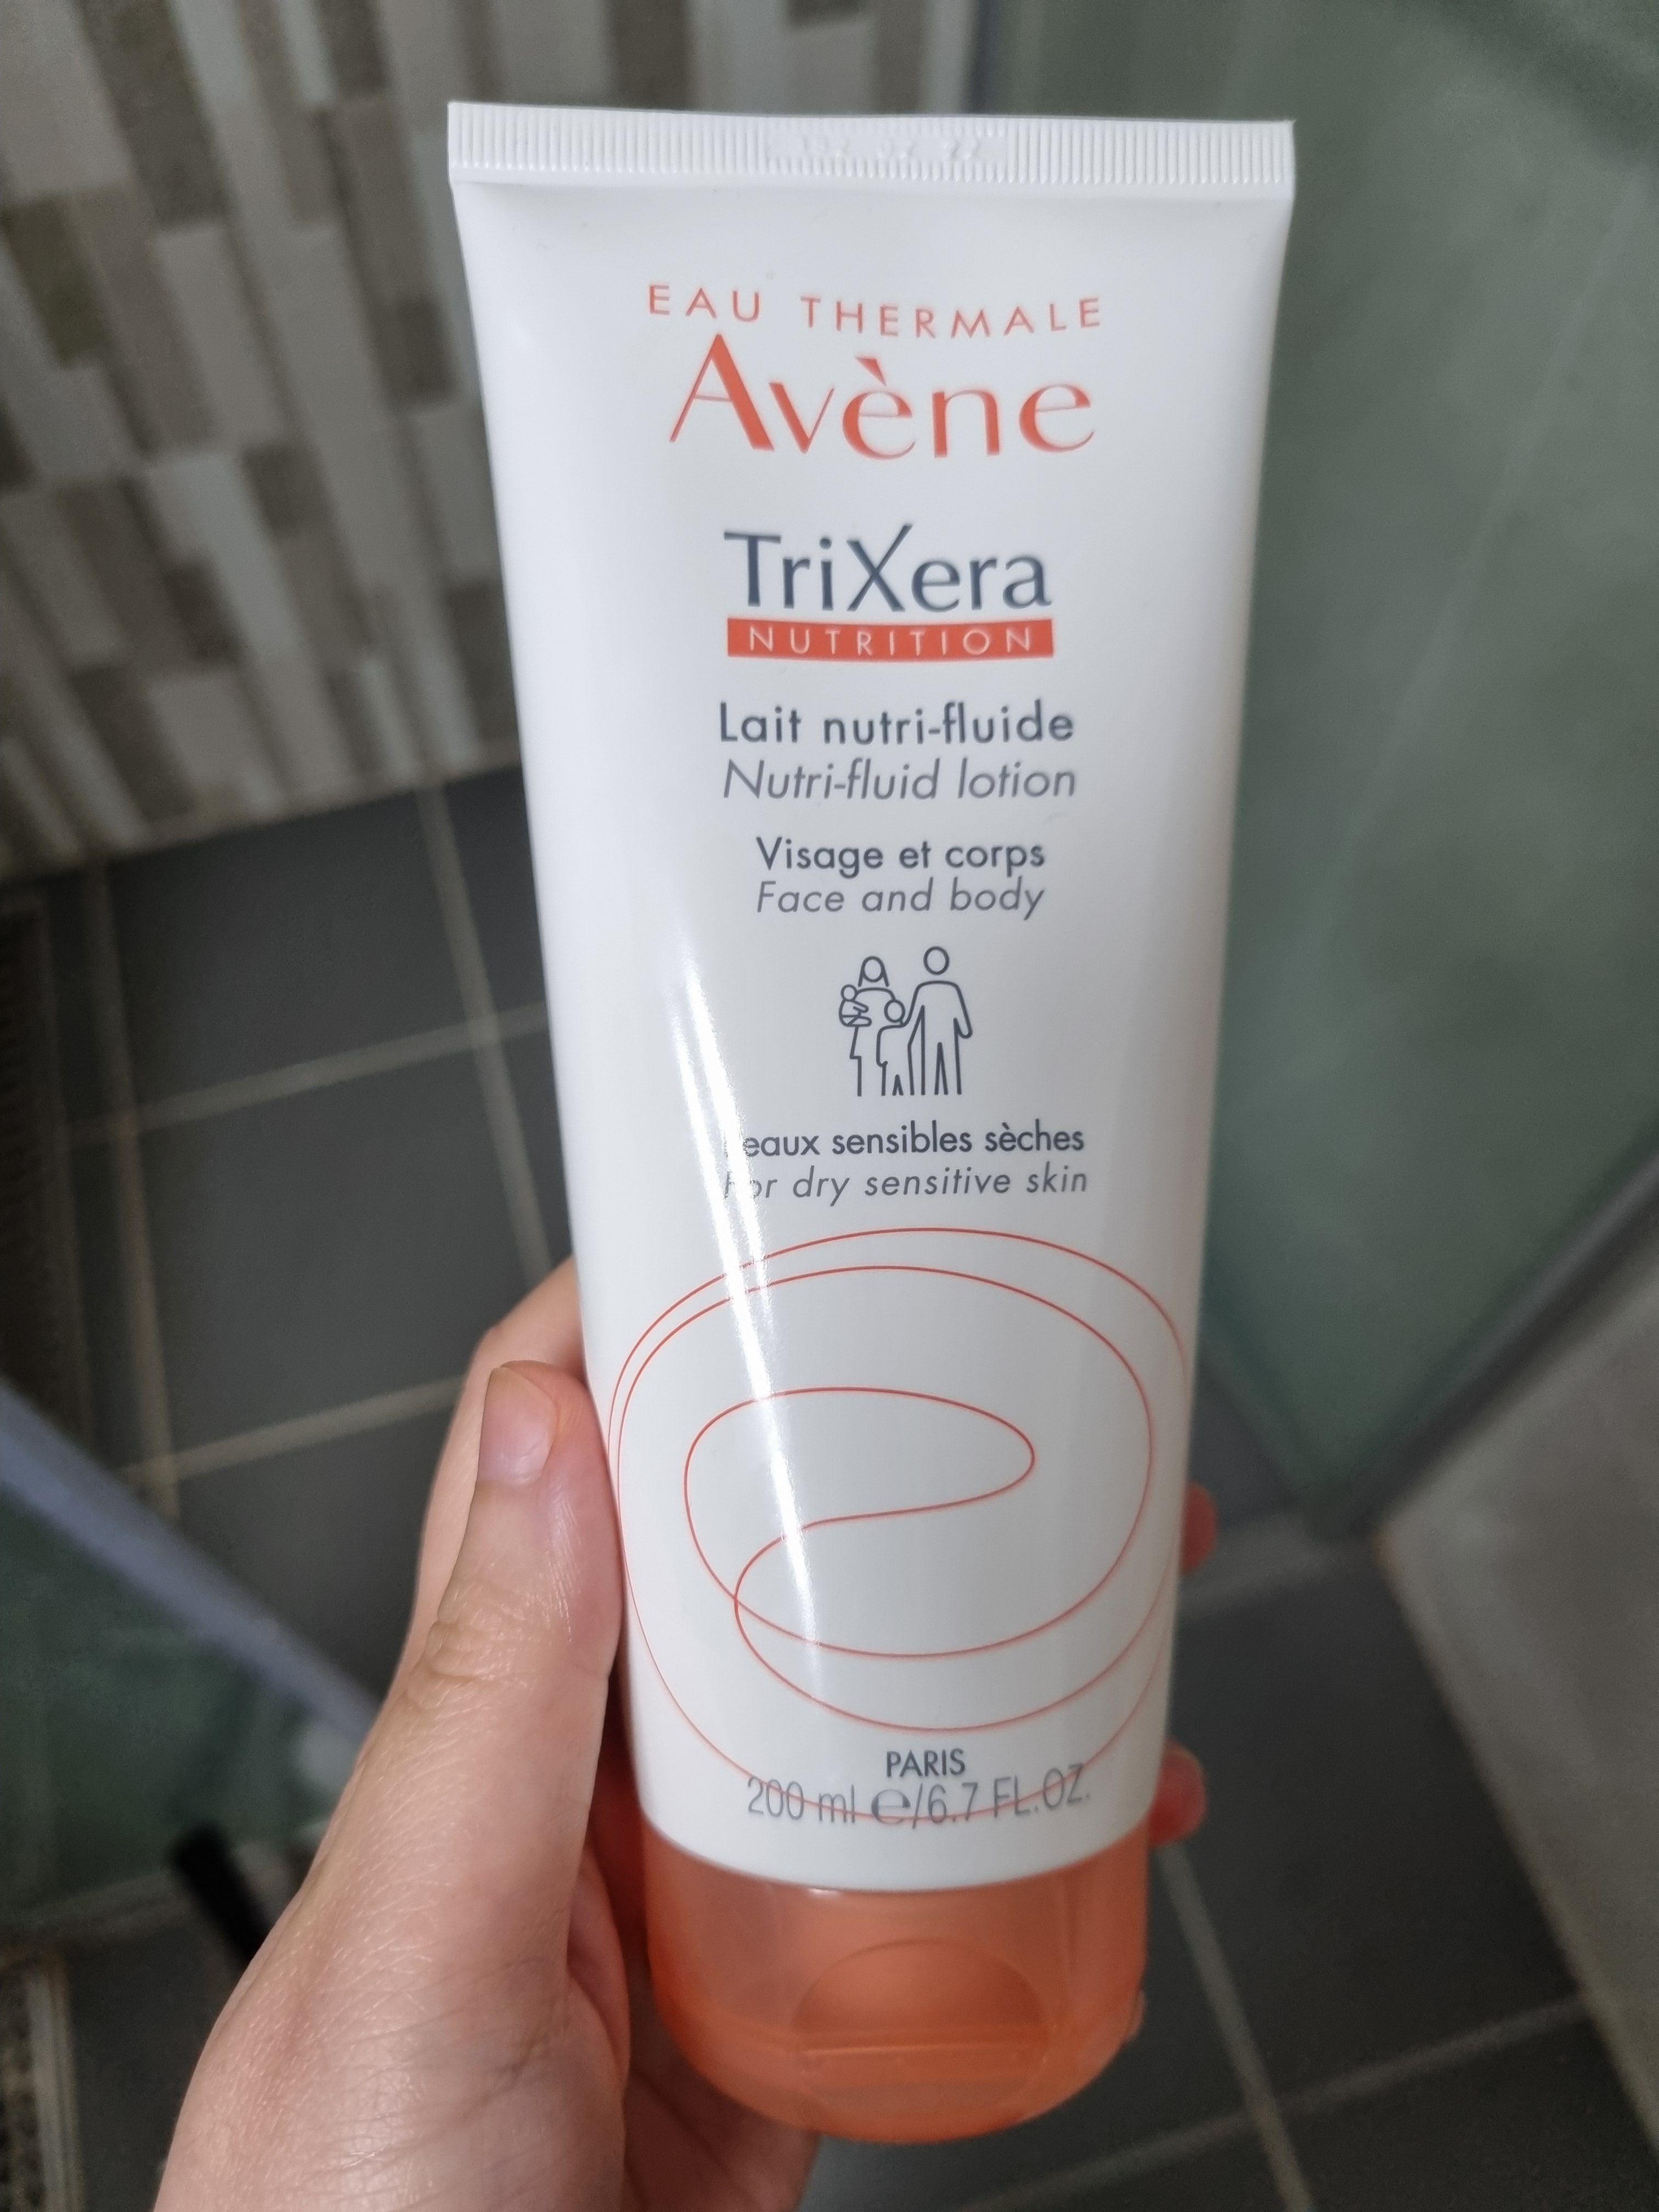 EAU THERMALE
Avène
TriXera
NUTRITION
Lait nutri-fluide
Nutri-fluid lotion
Visage et corps
Face and body
Peaux sensibles sèches
For dry sensitive skin
PARIS
200 ml ℮/6.7 FL.OZ.